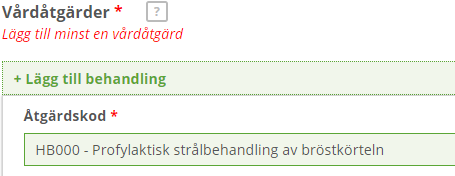 Vårdåtgärder * ?
Lägg till minst en vårdåtgärd
+ Lägg till behandling
Åtgärdskod *
HB000 - Profylaktisk strålbehandling av bröstkörteln